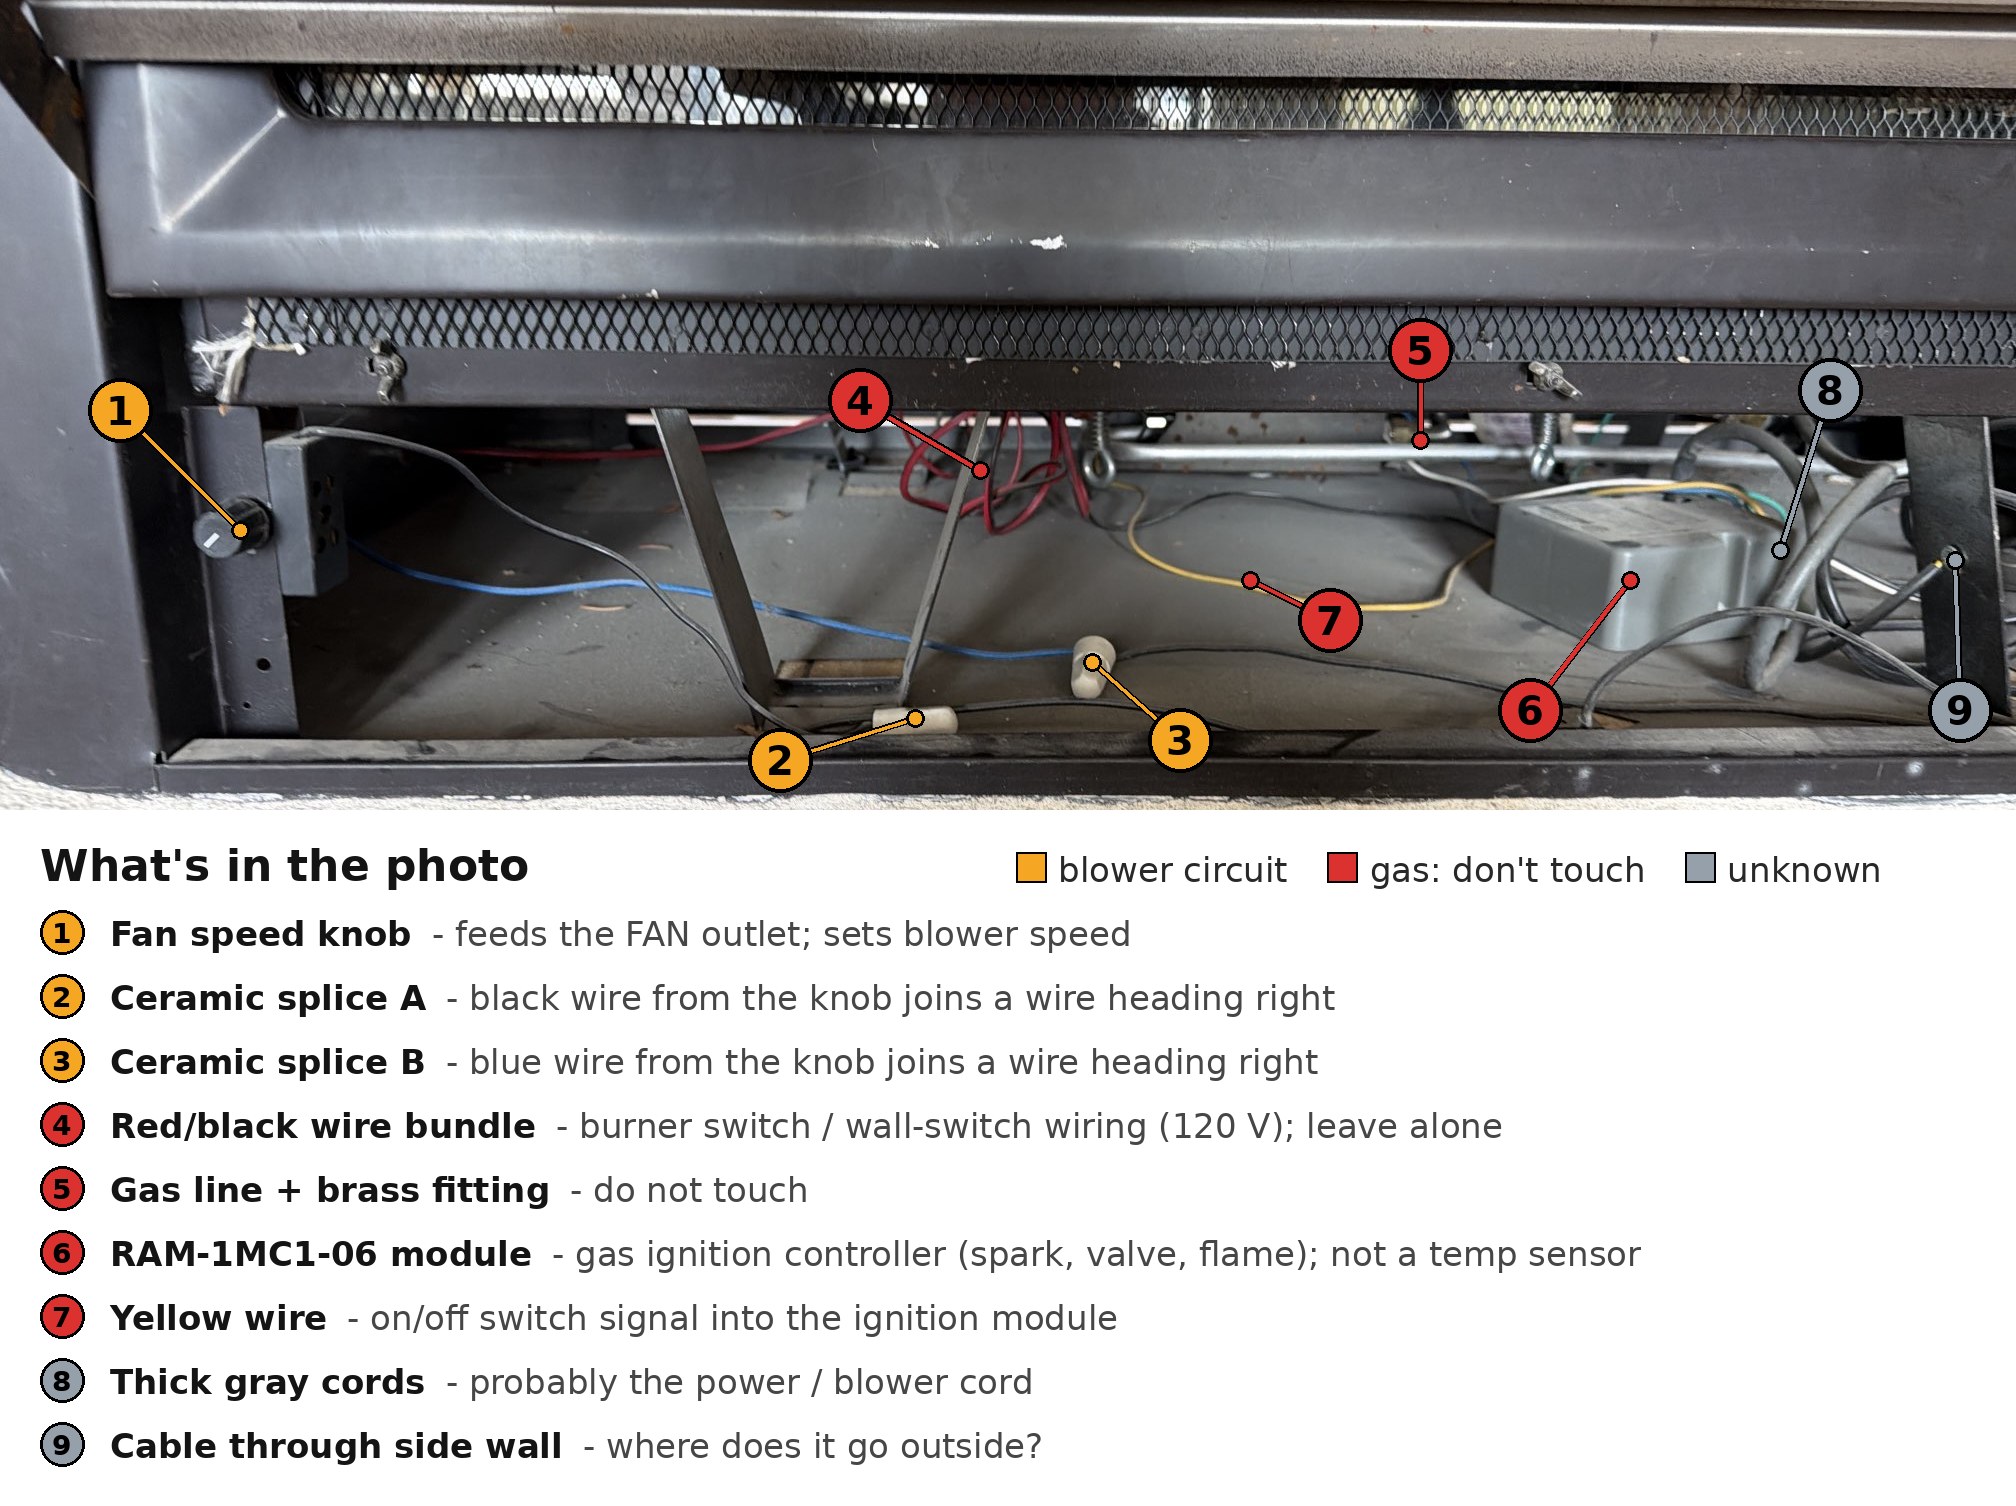 1
4
5
8
7
2
3
6
9
What's in the photo
blower circuit
gas: don't touch
unknown
1 Fan speed knob - feeds the FAN outlet; sets blower speed
2 Ceramic splice A - black wire from the knob joins a wire heading right
3 Ceramic splice B - blue wire from the knob joins a wire heading right
4 Red/black wire bundle - burner switch / wall-switch wiring (120 V); leave alone
5 Gas line + brass fitting - do not touch
6 RAM-1MC1-06 module - gas ignition controller (spark, valve, flame); not a temp sensor
7 Yellow wire - on/off switch signal into the ignition module
8 Thick gray cords - probably the power / blower cord
9 Cable through side wall - where does it go outside?